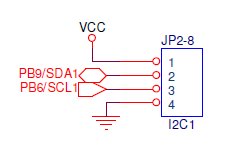 VCC
JP2-8
1
PB9/SDA1 2
PB6/SCL1 3
4
I2C1